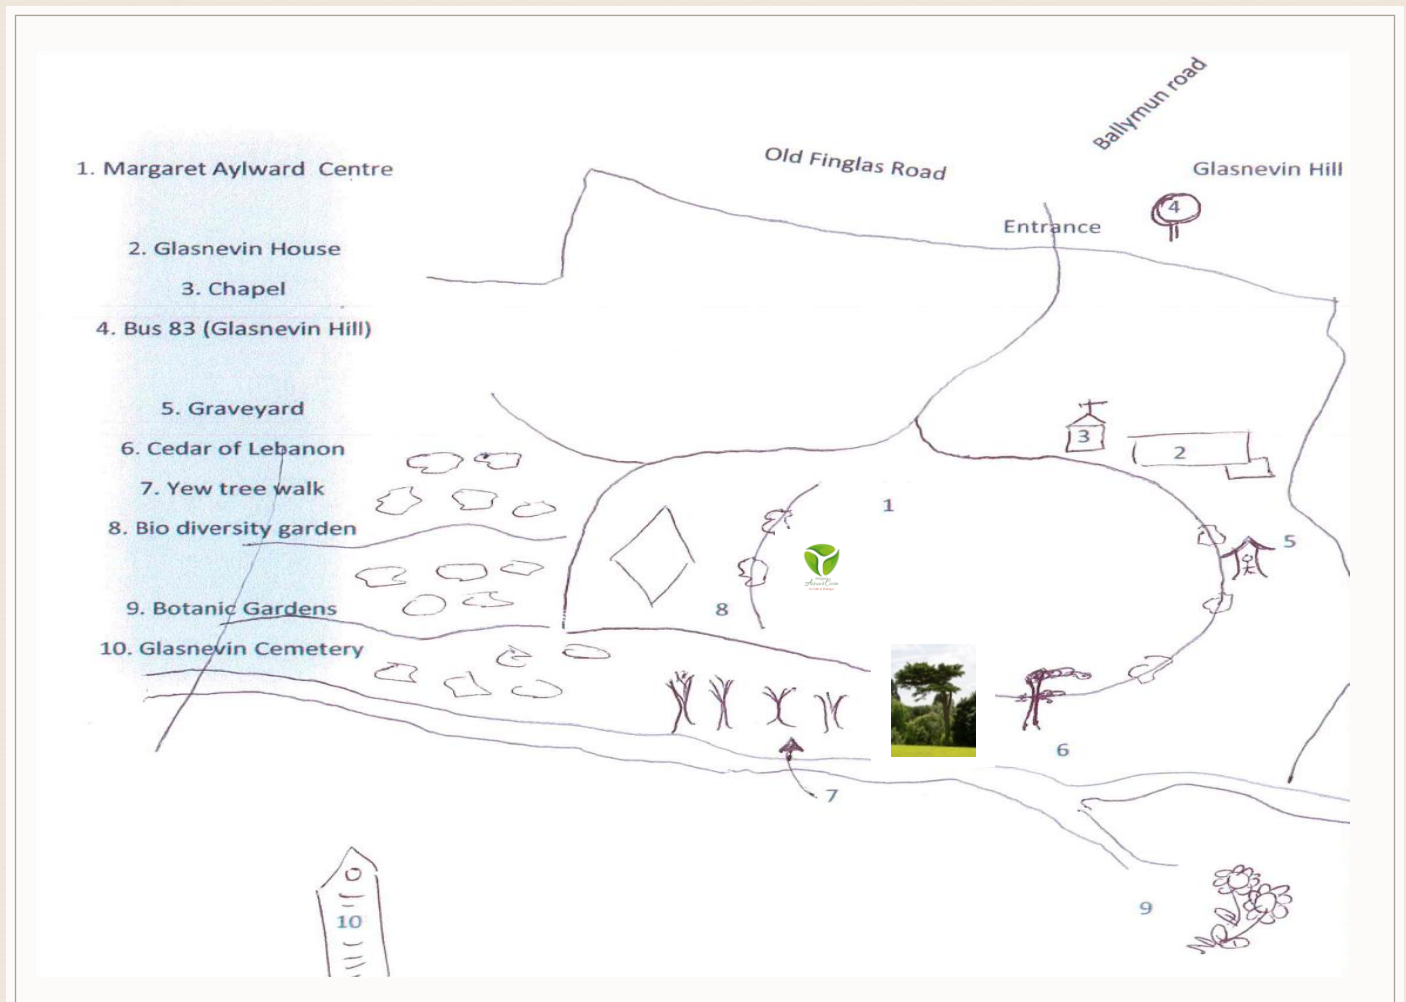 Ballymun road
Old Finglas Road
Glasnevin Hill
1. Margaret Aylward  Centre
4
Entrance
2. Glasnevin House
3. Chapel
4. Bus 83 (Glasnevin Hill)
5. Graveyard
3
2
6. Cedar of Lebanon
7. Yew tree walk
1
8. Bio diversity garden
5
9. Botanic Gardens
8
10. Glasnevin Cemetery
6
7
10
9